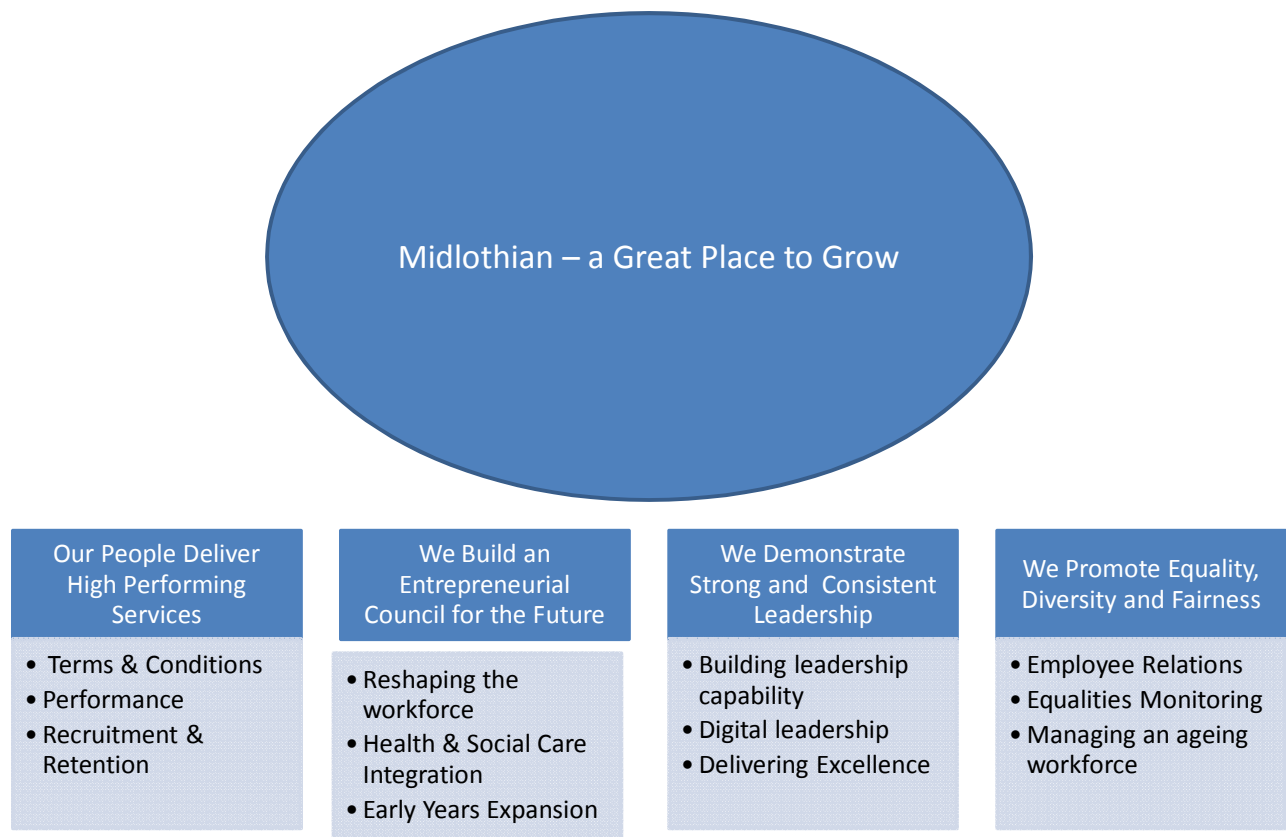 Midlothian – a Great Place to Grow
Our People Deliver
High Performing
Services
• Terms & Conditions
• Performance
• Recruitment &
Retention
We Build an
Entrepreneurial
Council for the Future
• Reshaping the
workforce
• Health & Social Care
Integration
• Early Years Expansion
We Demonstrate
Strong and Consistent
Leadership
• Building leadership
capability
• Digital leadership
• Delivering Excellence
We Promote Equality,
Diversity and Fairness
• Employee Relations
• Equalities Monitoring
• Managing an ageing
workforce